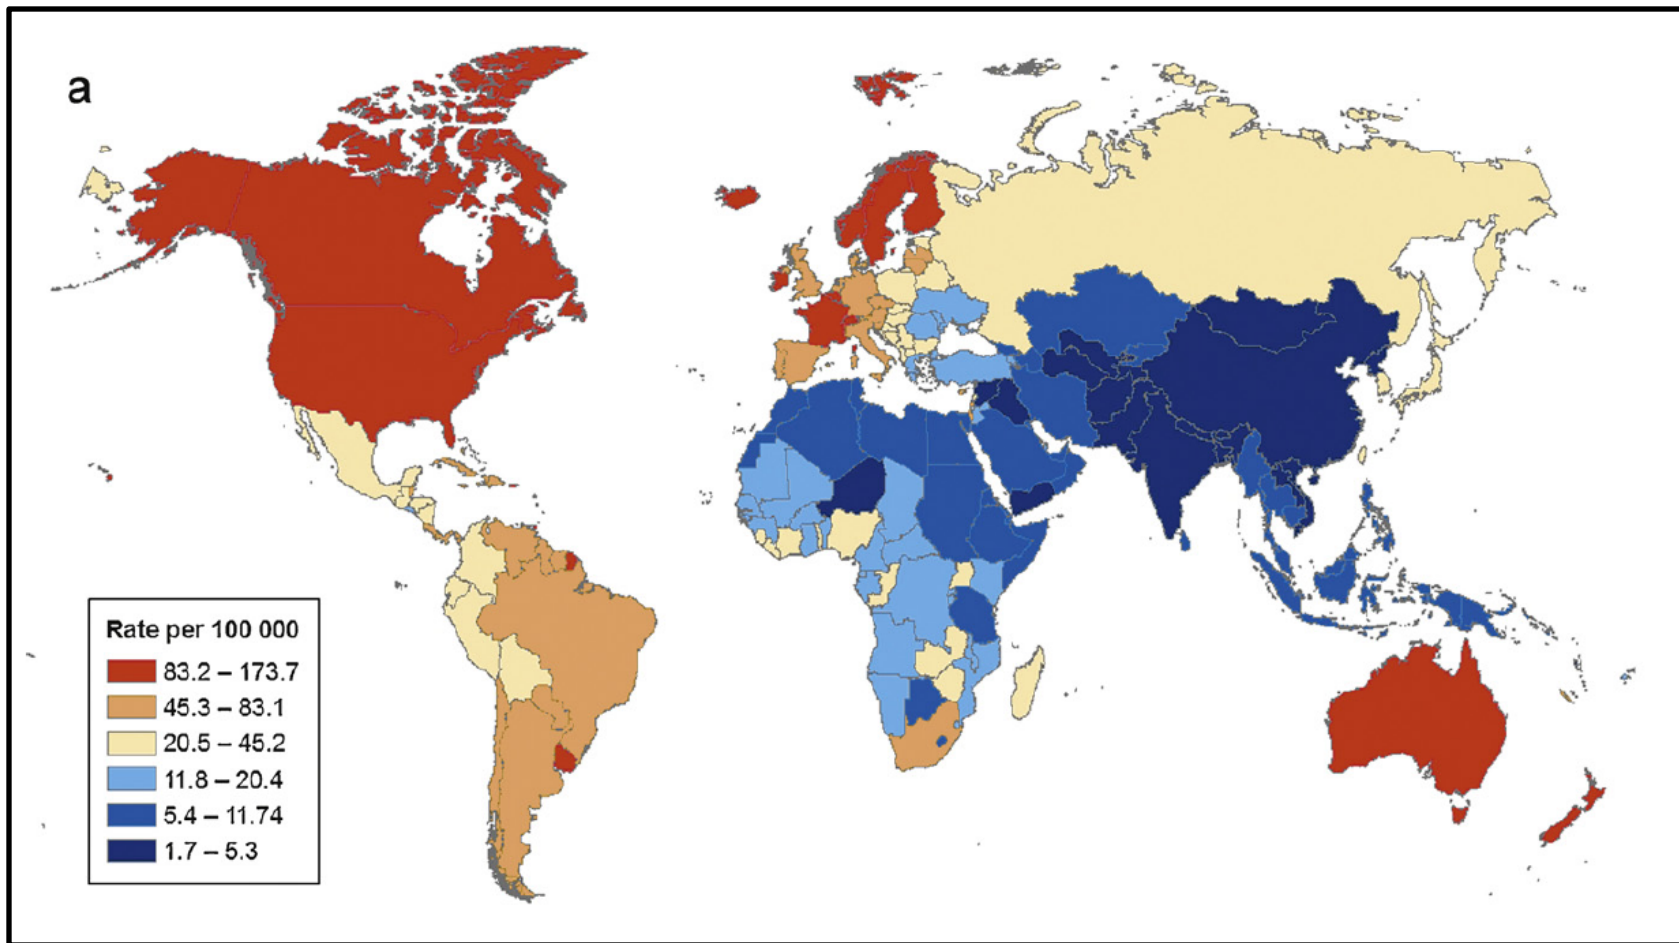 a
Rate per 100 000
83.2 – 173.7
45.3 – 83.1
20.5 – 45.2
11.8 – 20.4
5.4 – 11.74
1.7 – 5.3